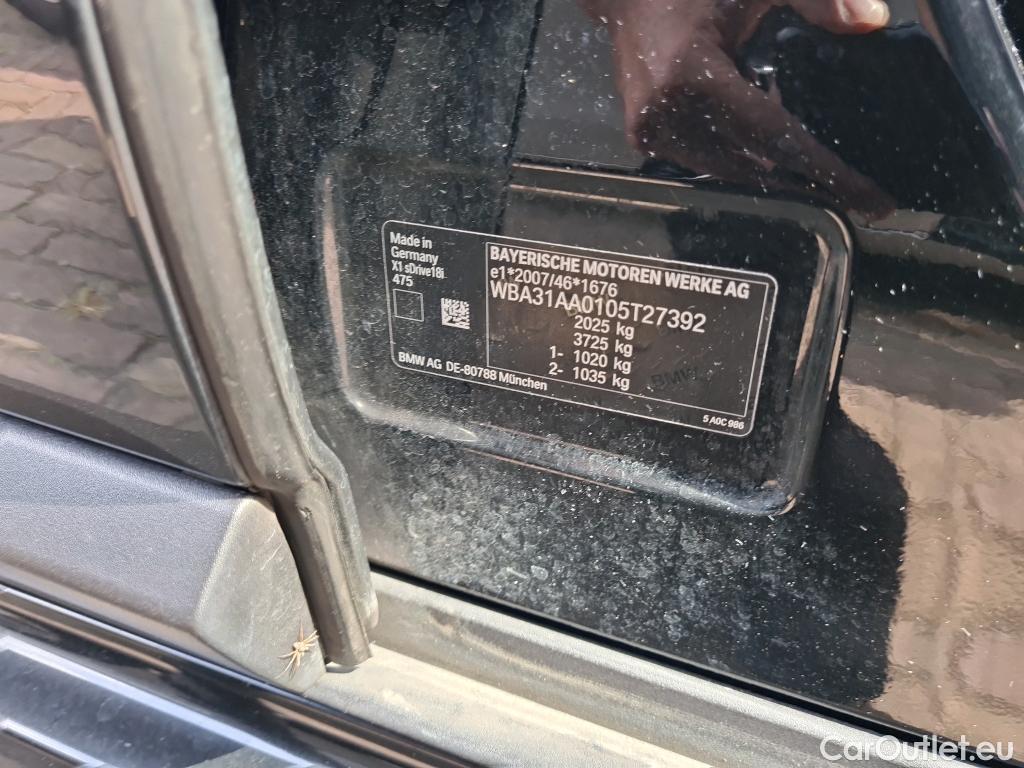 Made in
Germany
X1 sDrive18i
475
BAYERISCHE MOTOREN WERKE AG
e1*2007/46*1676
WBA31AA0105T27392
2025 kg
3725 kg
1- 1020 kg
2- 1035 kg
BMW AG DE-80788 München
BMW
5 A0C 986
CarOutlet.eu